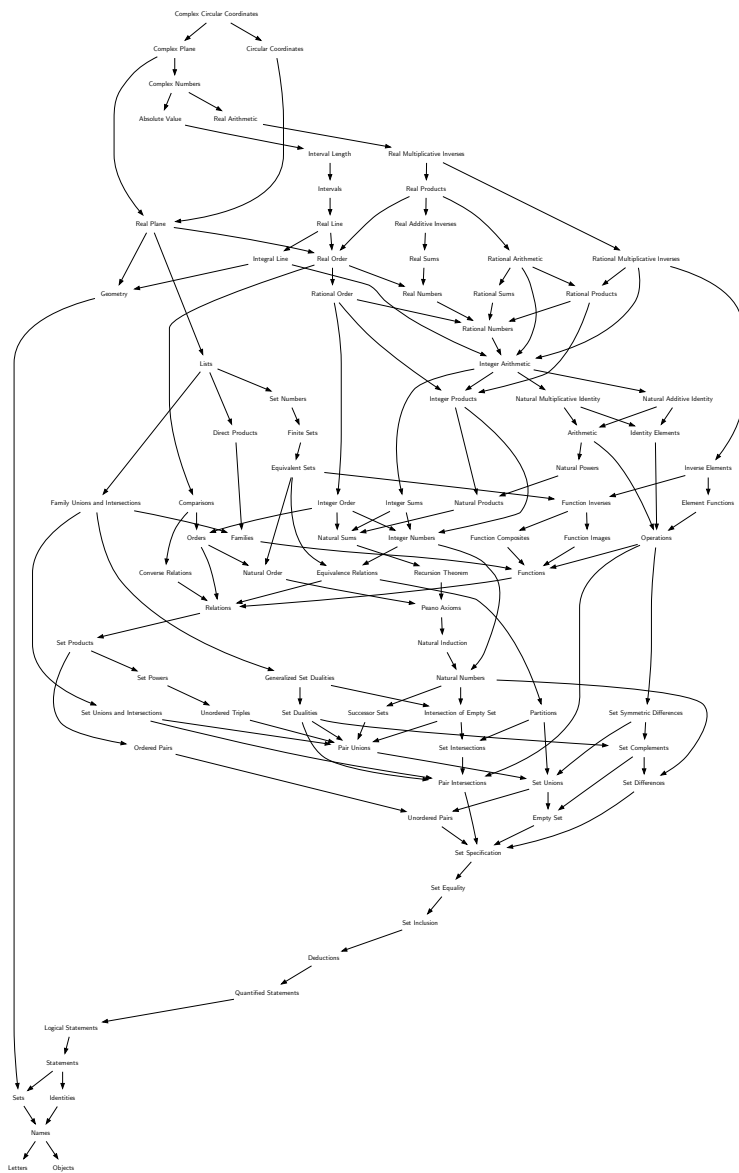 Complex Circular Coordinates
Complex Plane
Circular Coordinates
Complex Numbers
Absolute Value
Real Arithmetic
Interval Length
Real Multiplicative Inverses
Intervals
Real Products
Real Plane
Real Line
Real Additive Inverses
Integral Line
Real Order
Real Sums
Rational Arithmetic
Rational Multiplicative Inverses
Geometry
Rational Order
Real Numbers
Rational Sums
Rational Products
Rational Numbers
Lists
Integer Arithmetic
Set Numbers
Integer Products
Natural Multiplicative Identity
Natural Additive Identity
Direct Products
Finite Sets
Arithmetic
Identity Elements
Equivalent Sets
Natural Powers
Inverse Elements
Family Unions and Intersections
Comparisons
Integer Order
Integer Sums
Natural Products
Function Inverses
Element Functions
Orders
Families
Natural Sums
Integer Numbers
Function Composites
Function Images
Operations
Converse Relations
Natural Order
Equivalence Relations
Recursion Theorem
Functions
Relations
Peano Axioms
Set Products
Natural Induction
Set Powers
Generalized Set Dualities
Natural Numbers
Set Unions and Intersections
Unordered Triples
Set Dualities
Successor Sets
Intersection of Empty Set
Partitions
Set Symmetric Differences
Ordered Pairs
Pair Unions
Set Intersections
Set Complements
Pair Intersections
Set Unions
Set Differences
Unordered Pairs
Empty Set
Set Specification
Set Equality
Set Inclusion
Deductions
Quantified Statements
Logical Statements
Statements
Sets
Identities
Names
Letters
Objects